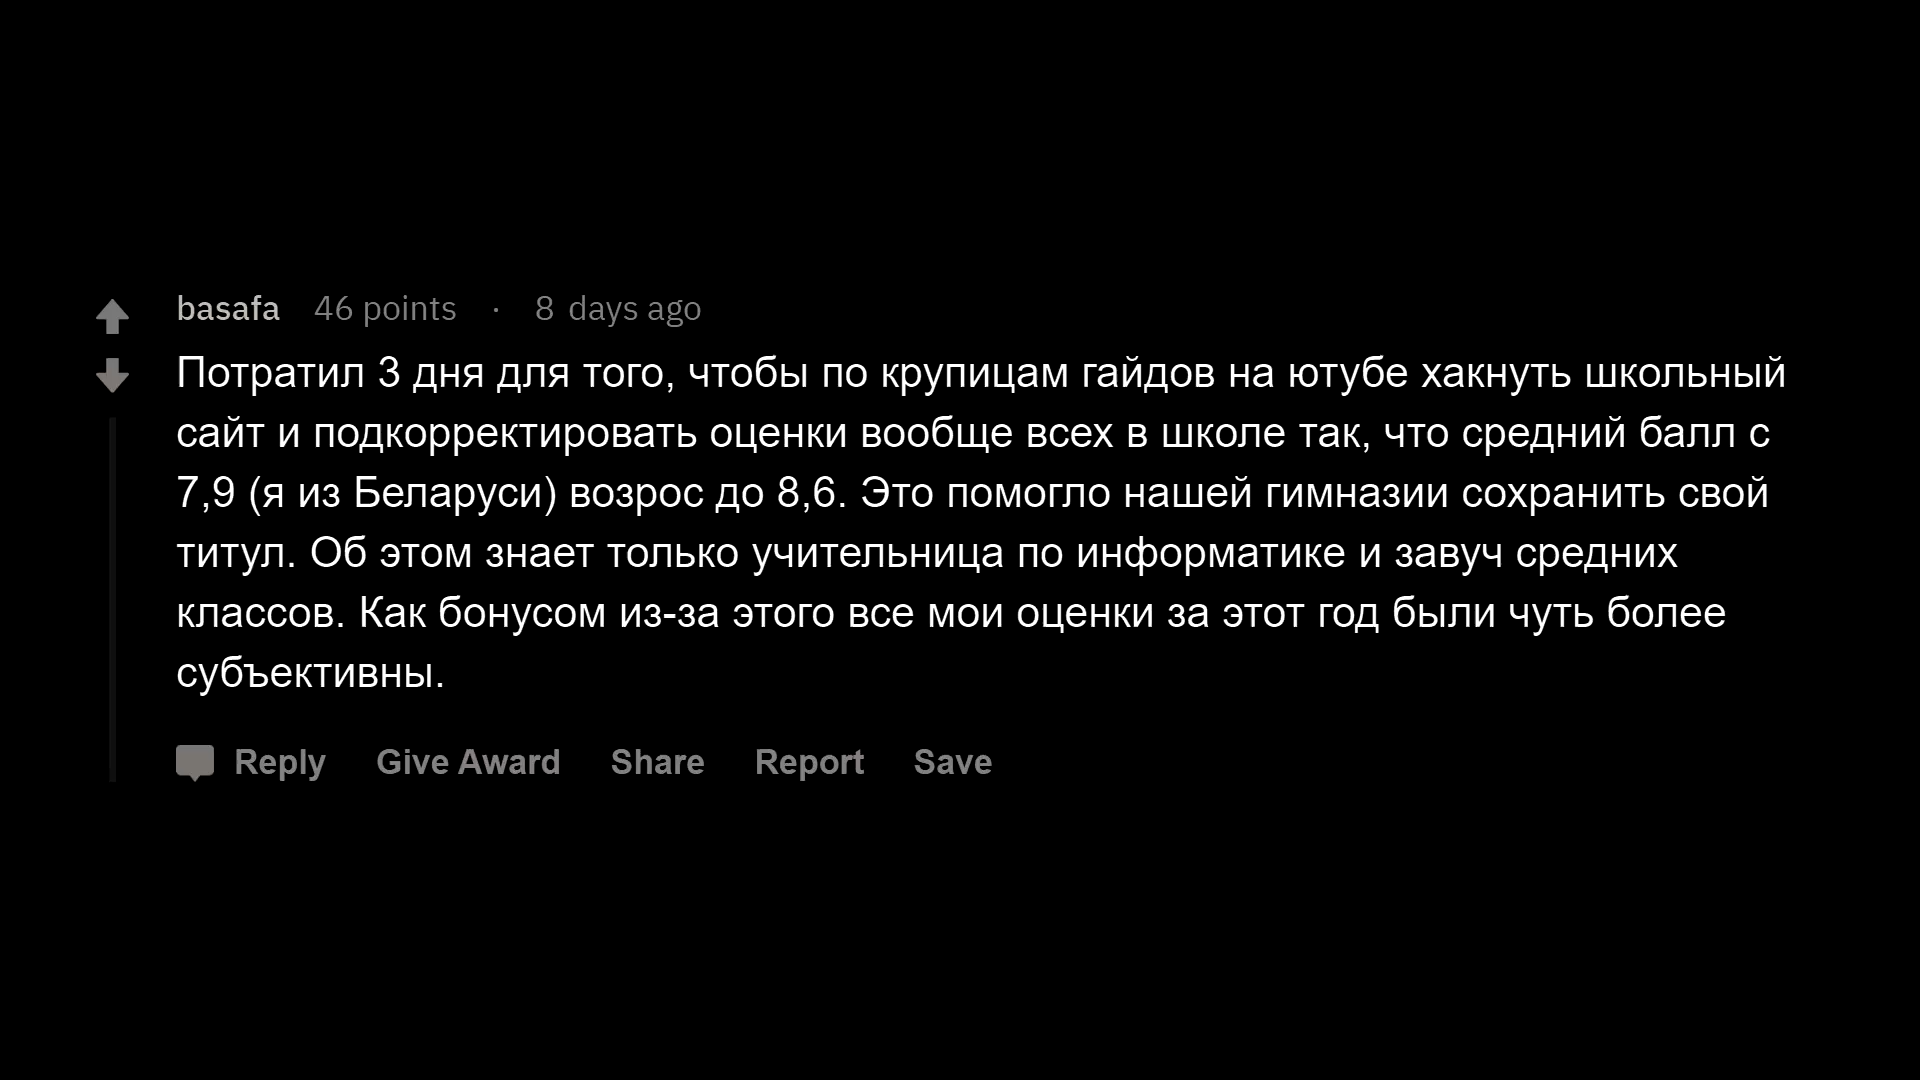 basafa 46 points · 8 days ago
Потратил 3 дня для того, чтобы по крупицам гайдов на ютубе хакнуть школьный
сайт и подкорректировать оценки вообще всех в школе так, что средний балл с
7,9 (я из Беларуси) возрос до 8,6. Это помогло нашей гимназии сохранить свой
титул. Об этом знает только учительница по информатике и завуч средних
классов. Как бонусом из-за этого все мои оценки за этот год были чуть более
субъективны.
Reply Give Award Share Report Save